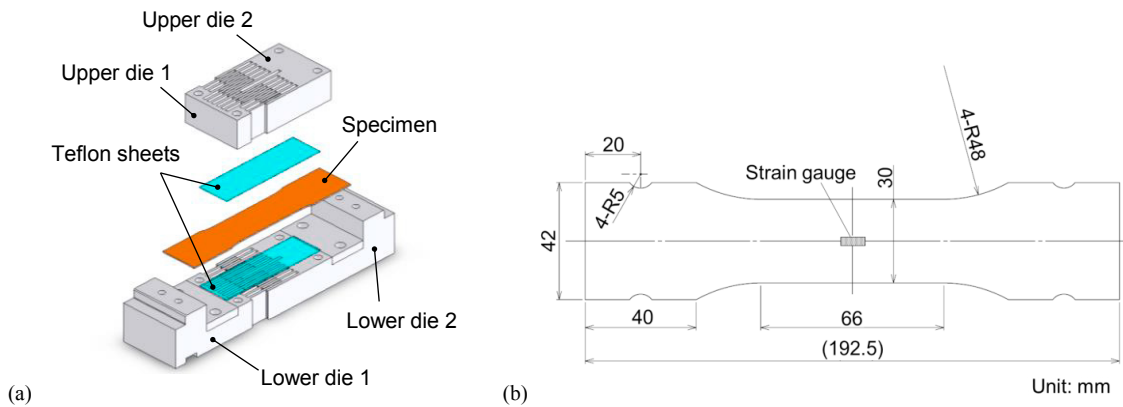 Upper die 2
Upper die 1
Specimen
Teflon sheets
Lower die 2
Lower die 1
(a)
20
4-R48
Strain gauge
30
4-R5
42
40
66
(192.5)
Unit: mm
(b)